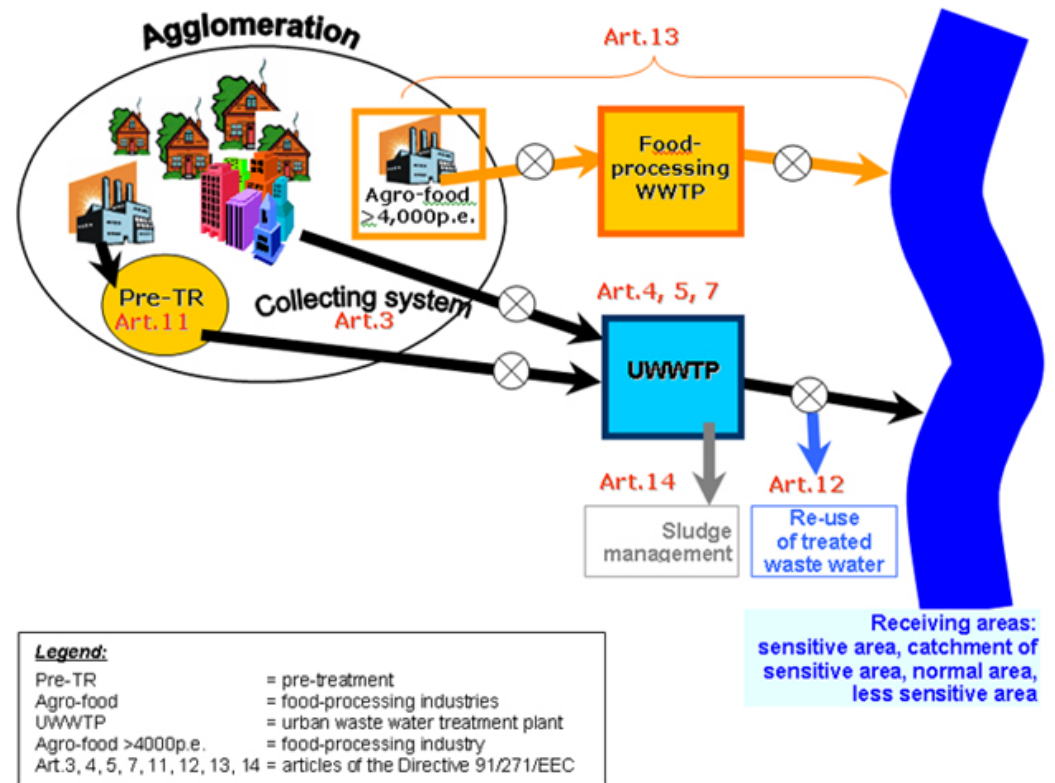 Agglomeration
Art.13
Agro-food
≥4,000p.e.
Food-
processing
WWTP
Pre-TR
Art.11
Collecting system
Art.3
Art.4, 5, 7
UWWTP
Art.14
Art.12
Sludge
management
Re-use
of treated
waste water
Receiving areas:
sensitive area, catchment of
sensitive area, normal area,
less sensitive area
Legend:
Pre-TR = pre-treatment
Agro-food = food-processing industries
UWWTP = urban waste water treatment plant
Agro-food >4000p.e. = food-processing industry
Art.3, 4, 5, 7, 11, 12, 13, 14 = articles of the Directive 91/271/EEC